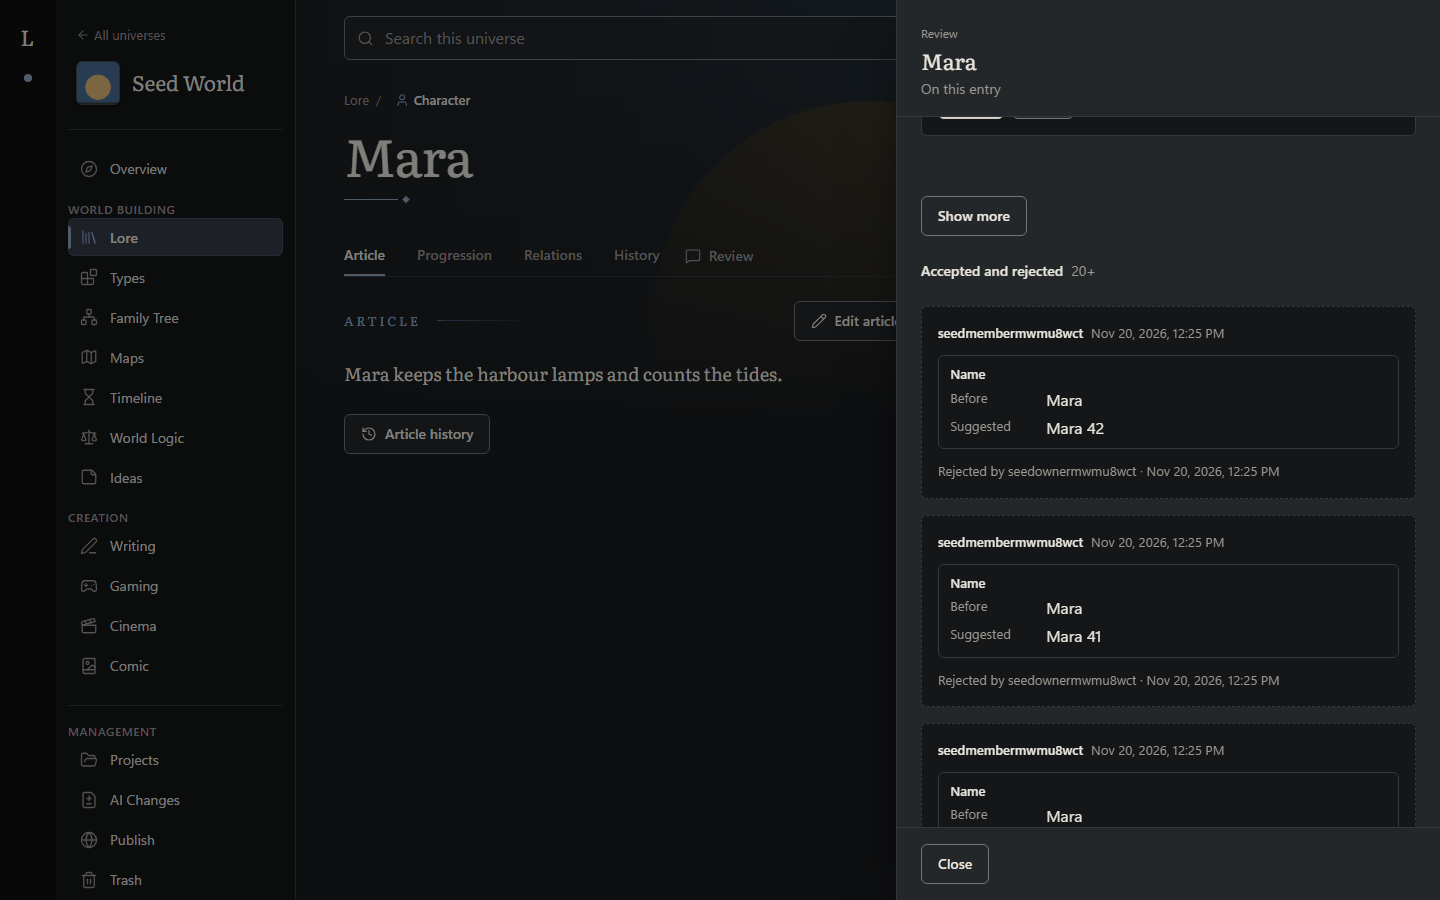 L
All universes
Seed World
Overview
WORLD BUILDING
Lore
Types
Family Tree
Maps
Timeline
World Logic
Ideas
CREATION
Writing
Gaming
Cinema
Comic
MANAGEMENT
Projects
AI Changes
Publish
Trash
Search this universe
Lore / Character
Mara
Article Progression Relations History Review
ARTICLE
Edit article
Mara keeps the harbour lamps and counts the tides.
Article history
Review
Mara
On this entry
Show more
Accepted and rejected 20+
seedmembermwmu8wct Nov 20, 2026, 12:25 PM
Name
Before Mara
Suggested Mara 42
Rejected by seedownermwmu8wct · Nov 20, 2026, 12:25 PM
seedmembermwmu8wct Nov 20, 2026, 12:25 PM
Name
Before Mara
Suggested Mara 41
Rejected by seedownermwmu8wct · Nov 20, 2026, 12:25 PM
seedmembermwmu8wct Nov 20, 2026, 12:25 PM
Name
Before Mara
Close